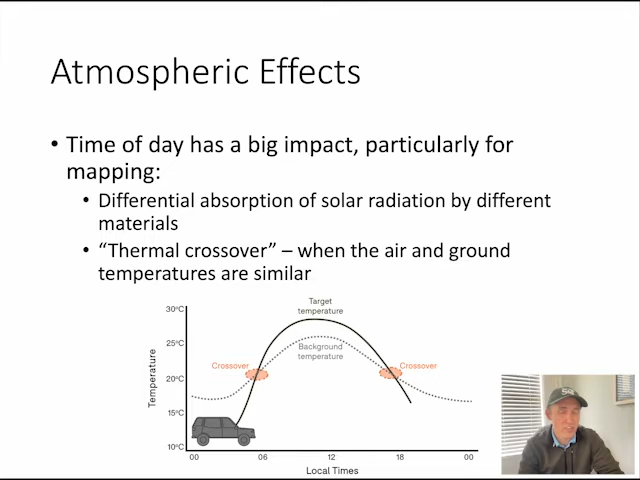 Atmospheric Effects
• Time of day has a big impact, particularly for
mapping:
• Differential absorption of solar radiation by different
materials
• “Thermal crossover” – when the air and ground
temperatures are similar
Target
temperature
Background
temperature
Crossover
Crossover
Temperature
30°C
25°C
20°C
15°C
10°C
00
06
12
18
00
Local Times